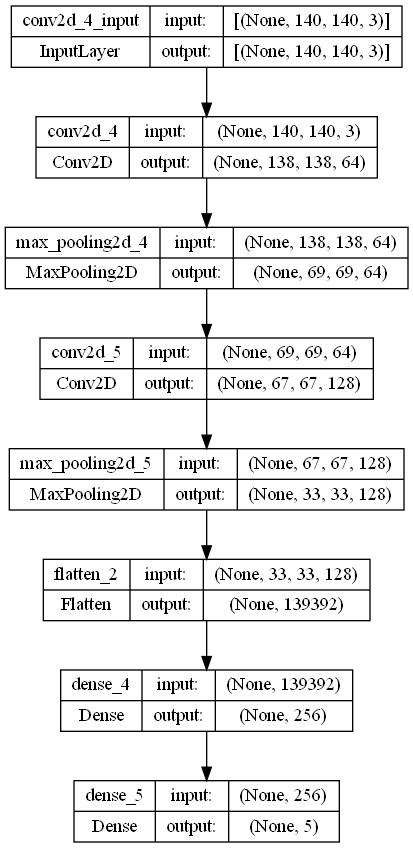 conv2d_4_input input: [(None, 140, 140, 3)]
InputLayer output: [(None, 140, 140, 3)]
conv2d_4 input: (None, 140, 140, 3)
Conv2D output: (None, 138, 138, 64)
max_pooling2d_4 input: (None, 138, 138, 64)
MaxPooling2D output: (None, 69, 69, 64)
conv2d_5 input: (None, 69, 69, 64)
Conv2D output: (None, 67, 67, 128)
max_pooling2d_5 input: (None, 67, 67, 128)
MaxPooling2D output: (None, 33, 33, 128)
flatten_2 input: (None, 33, 33, 128)
Flatten output: (None, 139392)
dense_4 input: (None, 139392)
Dense output: (None, 256)
dense_5 input: (None, 256)
Dense output: (None, 5)